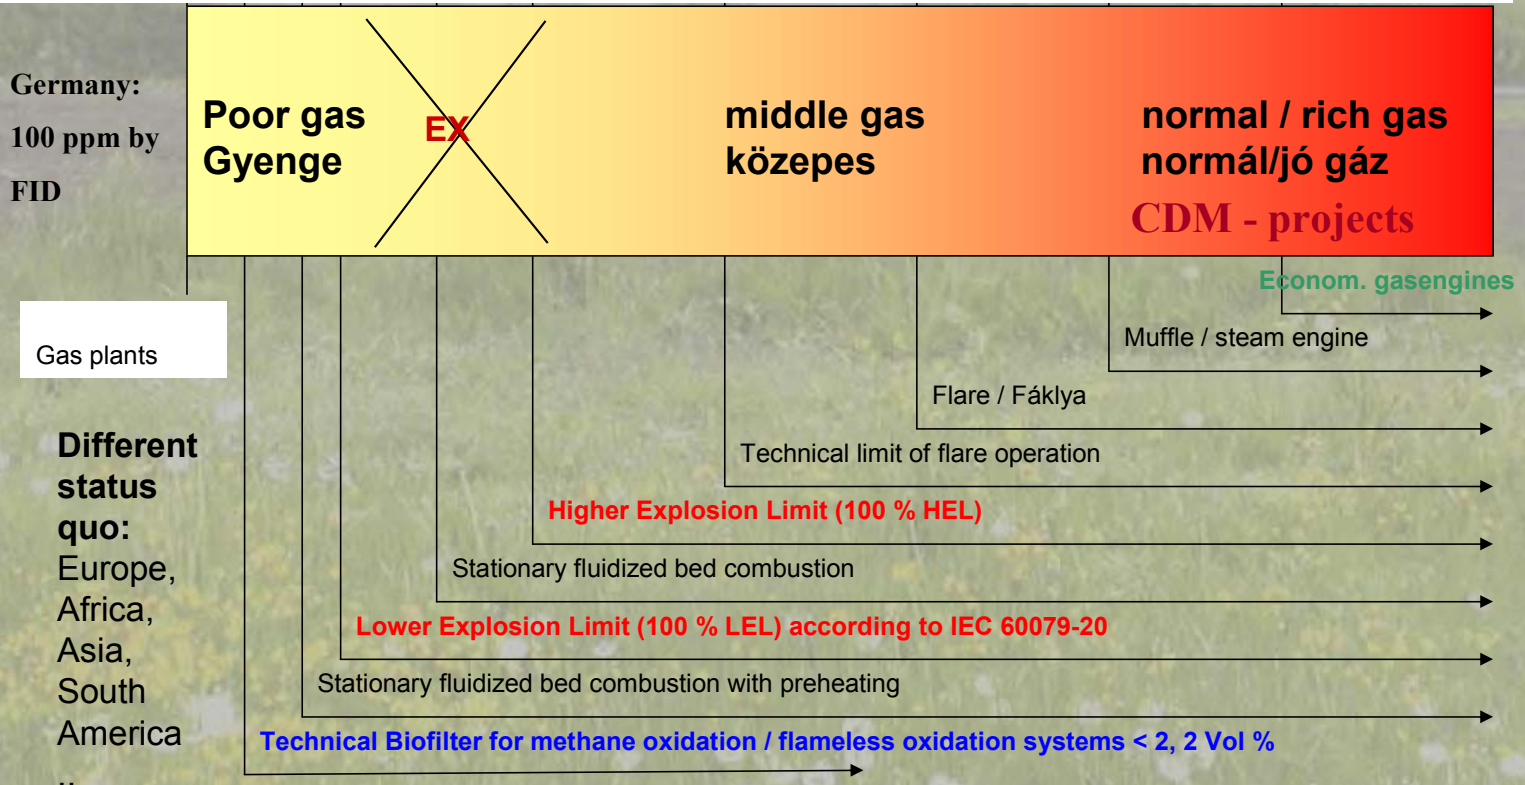 Germany:
100 ppm by
FID
Poor gas
Gyenge
EX
middle gas
közepes
normal / rich gas
normál/jó gáz
CDM - projects
Econom. gasengines
Muffle / steam engine
Gas plants
Flare / Fáklya
Technical limit of flare operation
Higher Explosion Limit (100 % HEL)
Stationary fluidized bed combustion
Lower Explosion Limit (100 % LEL) according to IEC 60079-20
Stationary fluidized bed combustion with preheating
Technical Biofilter for methane oxidation / flameless oxidation systems < 2, 2 Vol %
Different
status
quo:
Europe,
Africa,
Asia,
South
America